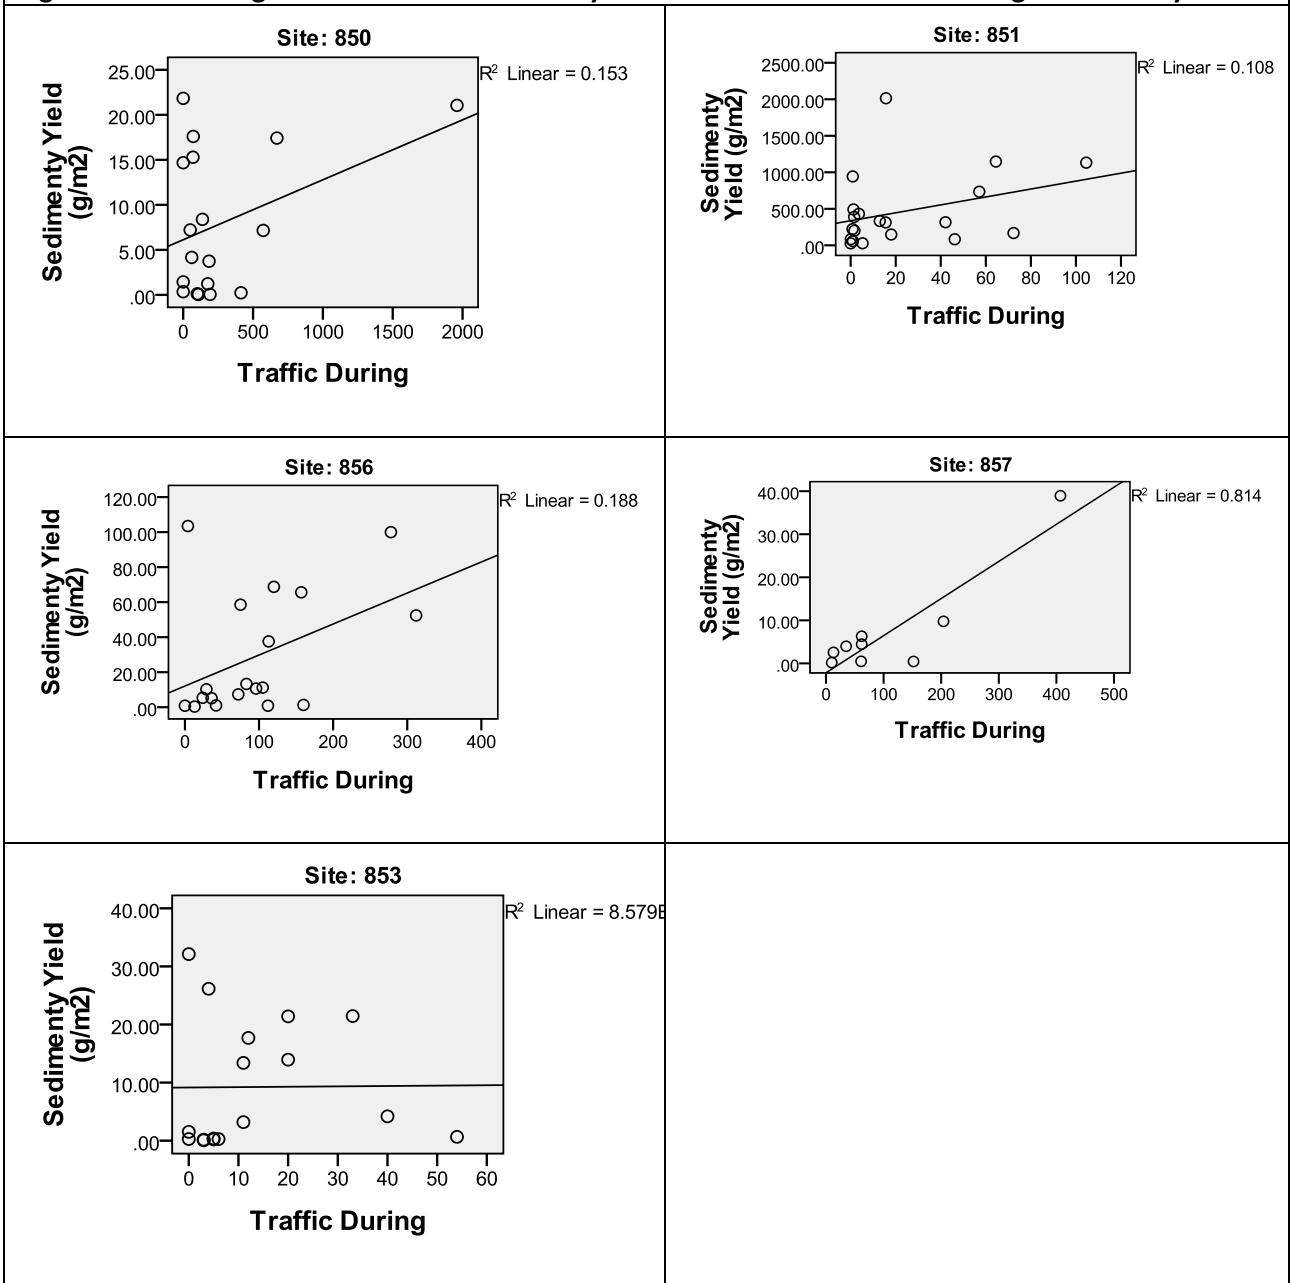 Site: 850
R² Linear = 0.153
Sedimenty Yield
(g/m2)
25.00
20.00
15.00
10.00
5.00
.00
0 500 1000 1500 2000
Traffic During
Site: 851
R² Linear = 0.108
Sedimenty
Yield (g/m2)
2500.00
2000.00
1500.00
1000.00
500.00
.00
0 20 40 60 80 100 120
Traffic During
Site: 856
R² Linear = 0.188
Sedimenty Yield
(g/m2)
120.00
100.00
80.00
60.00
40.00
20.00
.00
0 100 200 300 400
Traffic During
Site: 857
R² Linear = 0.814
Sedimenty
Yield (g/m2)
40.00
30.00
20.00
10.00
.00
0 100 200 300 400 500
Traffic During
Site: 853
R² Linear = 8.579E
Sedimenty Yield
(g/m2)
40.00
30.00
20.00
10.00
.00
0 10 20 30 40 50 60
Traffic During